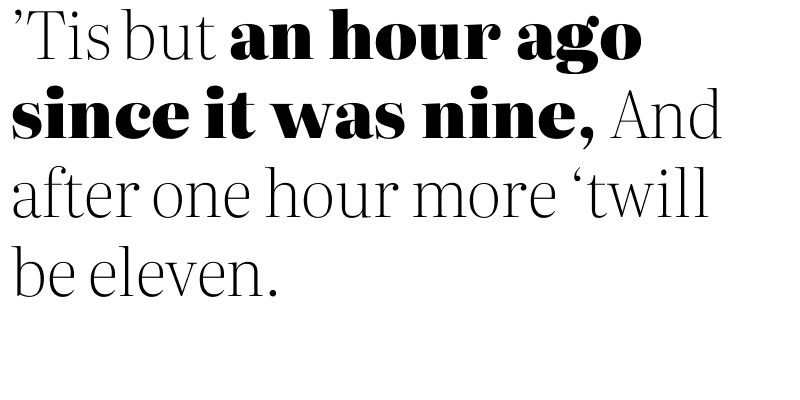 ’Tis but an hour ago
since it was nine, And
after one hour more ‘twill
be eleven.